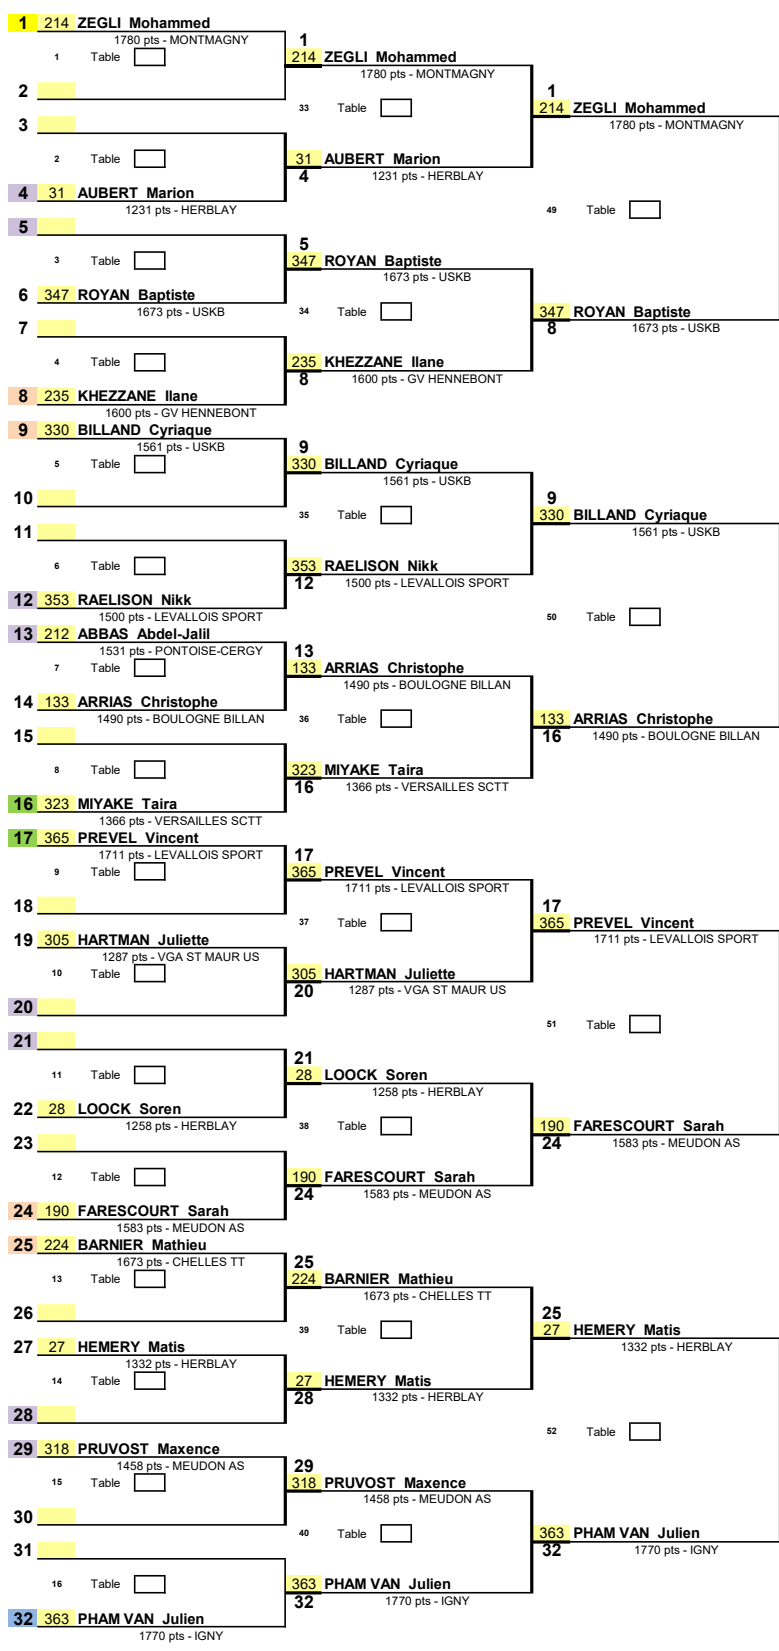 1 214 ZEGLI Mohammed
1780 pts - MONTMAGNY
1 Table
2
3
2 Table
4 31 AUBERT Marion
1231 pts - HERBLAY
5
3 Table
6 347 ROYAN Baptiste
1673 pts - USKB
7
4 Table
8 235 KHEZZANE Ilane
1600 pts - GV HENNEBONT
9 330 BILLAND Cyriaque
1561 pts - USKB
5 Table
10
11
6 Table
12 353 RAELISON Nikk
1500 pts - LEVALLOIS SPORT
13 212 ABBAS Abdel-Jalil
1531 pts - PONTOISE-CERGY
7 Table
14 133 ARRIAS Christophe
1490 pts - BOULOGNE BILLAN
15
8 Table
16 323 MIYAKE Taira
1366 pts - VERSAILLES SCTT
17 365 PREVEL Vincent
1711 pts - LEVALLOIS SPORT
9 Table
18
19 305 HARTMAN Juliette
1287 pts - VGA ST MAUR US
10 Table
20
21
11 Table
22 28 LOOCK Soren
1258 pts - HERBLAY
23
12 Table
24 190 FARESCOURT Sarah
1583 pts - MEUDON AS
25 224 BARNIER Mathieu
1673 pts - CHELLES TT
13 Table
26
27 27 HEMERY Matis
1332 pts - HERBLAY
14 Table
28
29 318 PRUVOST Maxence
1458 pts - MEUDON AS
15 Table
30
31
16 Table
32 363 PHAM VAN Julien
1770 pts - IGNY
1
214 ZEGLI Mohammed
1780 pts - MONTMAGNY
33 Table
31 AUBERT Marion
4 1231 pts - HERBLAY
5
347 ROYAN Baptiste
1673 pts - USKB
34 Table
235 KHEZZANE Ilane
8 1600 pts - GV HENNEBONT
9
330 BILLAND Cyriaque
1561 pts - USKB
35 Table
353 RAELISON Nikk
12 1500 pts - LEVALLOIS SPORT
13
133 ARRIAS Christophe
1490 pts - BOULOGNE BILLAN
36 Table
323 MIYAKE Taira
16 1366 pts - VERSAILLES SCTT
17
365 PREVEL Vincent
1711 pts - LEVALLOIS SPORT
37 Table
305 HARTMAN Juliette
20 1287 pts - VGA ST MAUR US
21
28 LOOCK Soren
1258 pts - HERBLAY
38 Table
190 FARESCOURT Sarah
24 1583 pts - MEUDON AS
25
224 BARNIER Mathieu
1673 pts - CHELLES TT
39 Table
27 HEMERY Matis
28 1332 pts - HERBLAY
29
318 PRUVOST Maxence
1458 pts - MEUDON AS
40 Table
363 PHAM VAN Julien
32 1770 pts - IGNY
1
214 ZEGLI Mohammed
1780 pts - MONTMAGNY
49 Table
347 ROYAN Baptiste
8 1673 pts - USKB
9
330 BILLAND Cyriaque
1561 pts - USKB
50 Table
133 ARRIAS Christophe
16 1490 pts - BOULOGNE BILLAN
17
365 PREVEL Vincent
1711 pts - LEVALLOIS SPORT
51 Table
190 FARESCOURT Sarah
24 1583 pts - MEUDON AS
25
27 HEMERY Matis
1332 pts - HERBLAY
52 Table
363 PHAM VAN Julien
32 1770 pts - IGNY